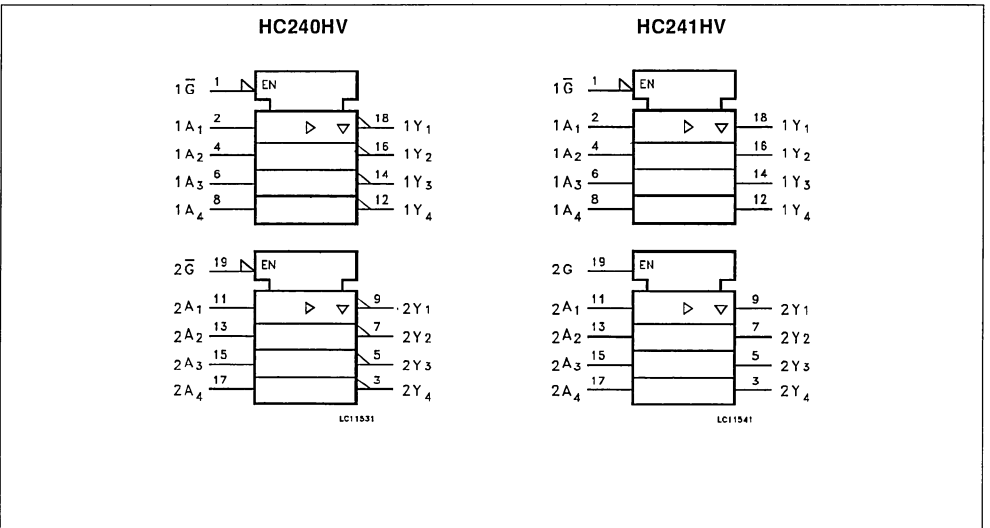 HC240HV
HC241HV
1G̅ 1 EN
1A₁ 2 ▷ ▽ 18 1Y₁
1A₂ 4 16 1Y₂
1A₃ 6 14 1Y₃
1A₄ 8 12 1Y₄
2G̅ 19 EN
2A₁ 11 ▷ ▽ 9 2Y₁
2A₂ 13 7 2Y₂
2A₃ 15 5 2Y₃
2A₄ 17 3 2Y₄
LC11531
1G̅ 1 EN
1A₁ 2 ▷ ▽ 18 1Y₁
1A₂ 4 16 1Y₂
1A₃ 6 14 1Y₃
1A₄ 8 12 1Y₄
2G 19 EN
2A₁ 11 ▷ ▽ 9 2Y₁
2A₂ 13 7 2Y₂
2A₃ 15 5 2Y₃
2A₄ 17 3 2Y₄
LC11541